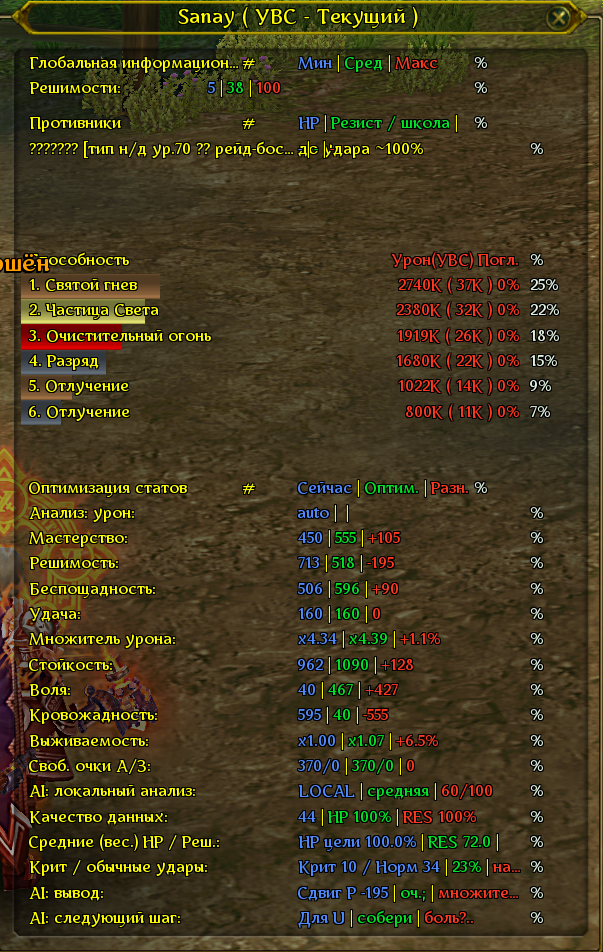 Sanay ( УВС - Текущий )
Глобальная информацион... # Мин | Сред | Макс %
Решимости: 5 | 38 | 100 %
Противники # HP | Резист / школа | %
??????? [тип н/д ур.70 ?? рейд-бос... удара ~100% %
Способность Урон(УВС) Погл. %
1. Святой гнев 2740K ( 37K ) 0% 25%
2. Частица Света 2380K ( 32K ) 0% 22%
3. Очистительный огонь 1919K ( 26K ) 0% 18%
4. Разряд 1680K ( 22K ) 0% 15%
5. Отлучение 1022K ( 14K ) 0% 9%
6. Отлучение 800K ( 11K ) 0% 7%
Оптимизация статов # Сейчас | Оптим. | Разн. %
Анализ: урон: auto | | %
Мастерство: 450 | 555 | +105 %
Решимость: 713 | 518 | -195 %
Беспощадность: 506 | 596 | +90 %
Удача: 160 | 160 | 0 %
Множитель урона: x4.34 | x4.39 | +1.1% %
Стойкость: 962 | 1090 | +128 %
Воля: 40 | 467 | +427 %
Кровожадность: 595 | 40 | -555 %
Выживаемость: x1.00 | x1.07 | +6.5% %
Своб. очки А/З: 370/0 | 370/0 | 0 %
AI: локальный анализ: LOCAL | средняя | 60/100 %
Качество данных: 44 | HP 100% | RES 100% %
Средние (вес.) HP / Реш.: HP цели 100.0% | RES 72.0 | %
Крит / обычные удары: Крит 10 / Норм 34 | 23% | на... %
AI: вывод: Сдвиг Р -195 | оч.; | множите... %
AI: следующий шаг: Для U | собери | боль?.. %